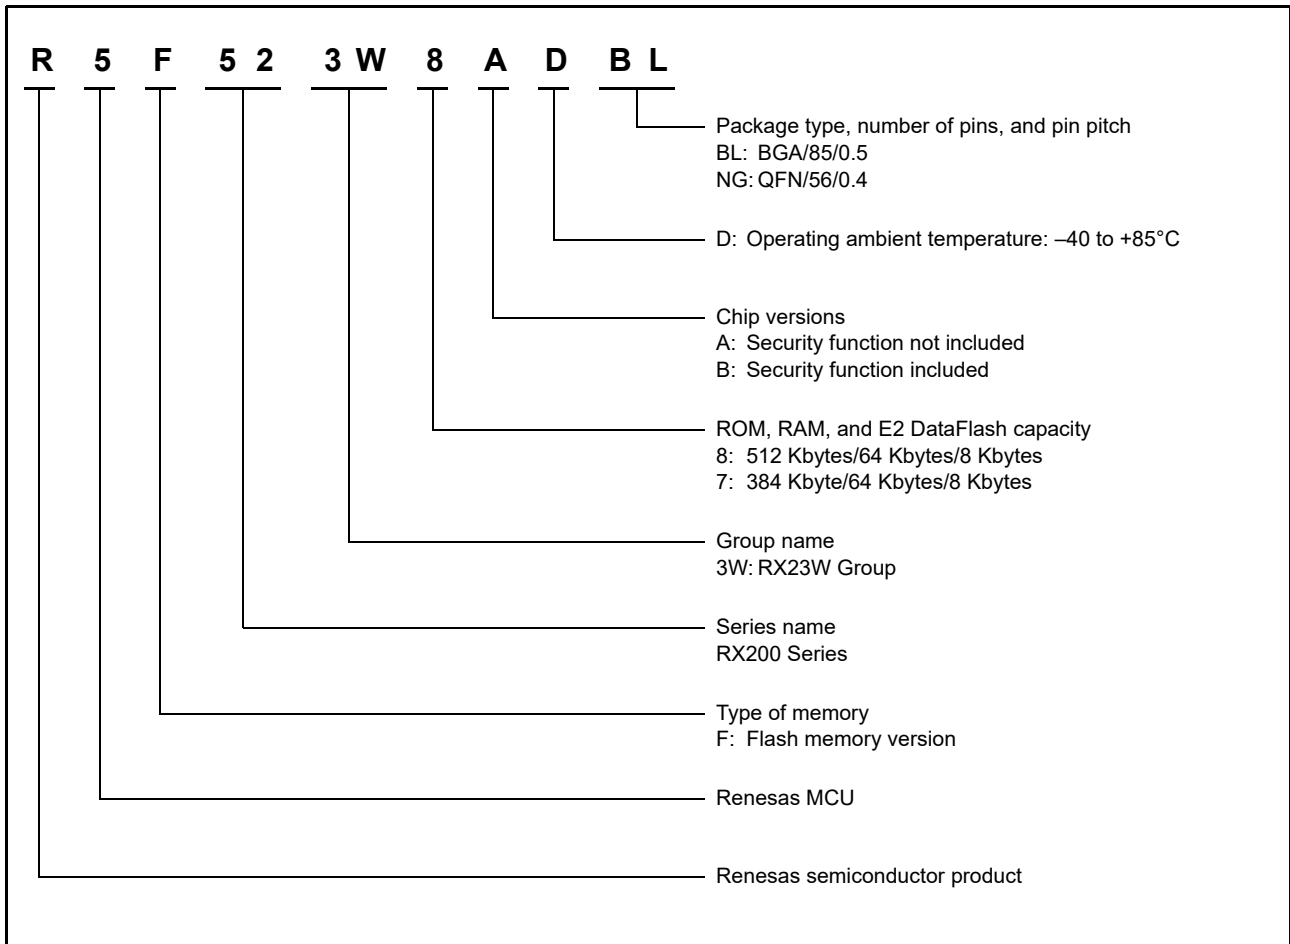 R 5 F 5 2 3 W 8 A D B L
Package type, number of pins, and pin pitch
BL: BGA/85/0.5
NG: QFN/56/0.4
D: Operating ambient temperature: –40 to +85°C
Chip versions
A: Security function not included
B: Security function included
ROM, RAM, and E2 DataFlash capacity
8: 512 Kbytes/64 Kbytes/8 Kbytes
7: 384 Kbyte/64 Kbytes/8 Kbytes
Group name
3W: RX23W Group
Series name
RX200 Series
Type of memory
F: Flash memory version
Renesas MCU
Renesas semiconductor product